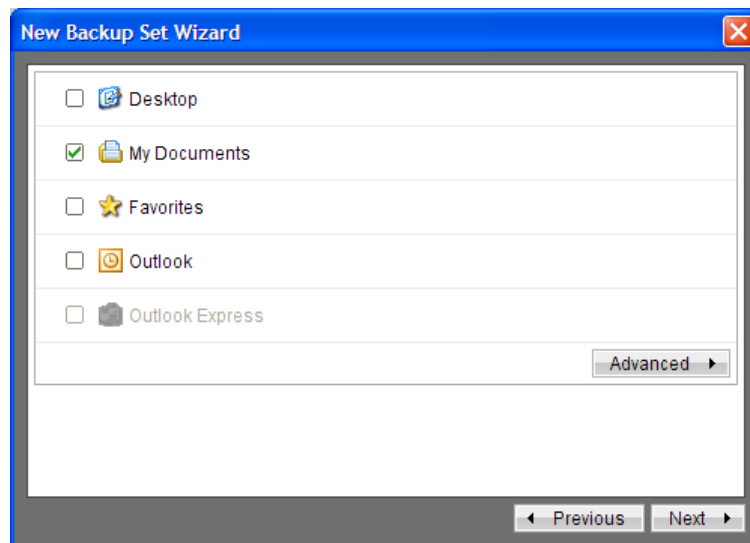 New Backup Set Wizard
Desktop
My Documents
Favorites
Outlook
Outlook Express
Advanced
Previous Next